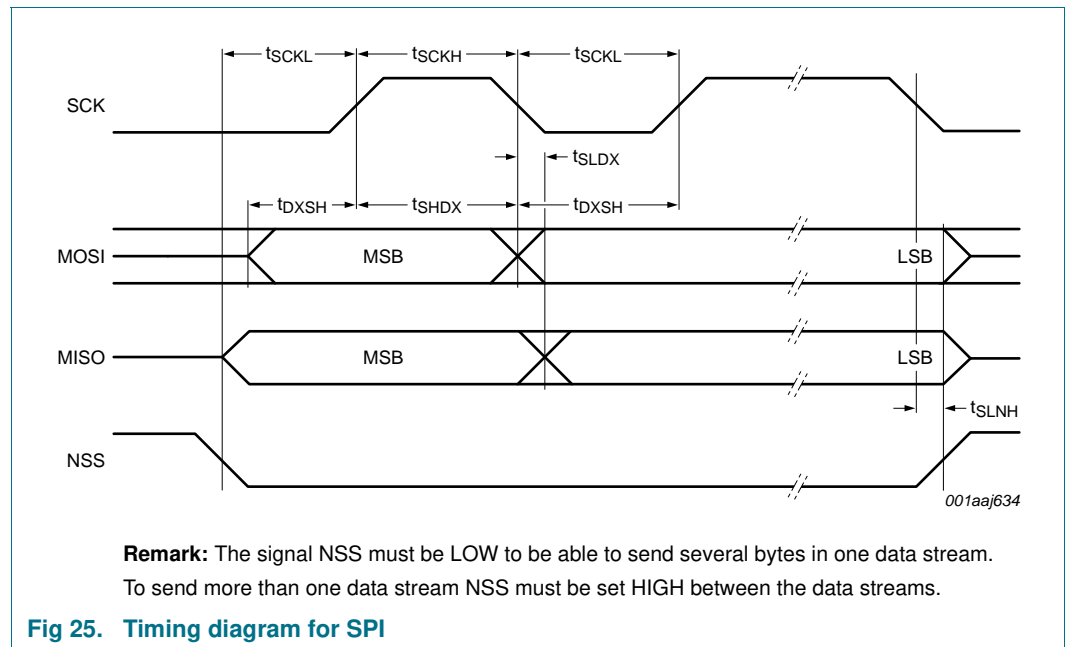 tSCKL tSCKH tSCKL
SCK
tSLDX
tDXSH tSHDX tDXSH
MOSI MSB LSB
MISO MSB LSB
tSLNH
NSS
001aaj634
Remark: The signal NSS must be LOW to be able to send several bytes in one data stream.
To send more than one data stream NSS must be set HIGH between the data streams.
Fig 25. Timing diagram for SPI